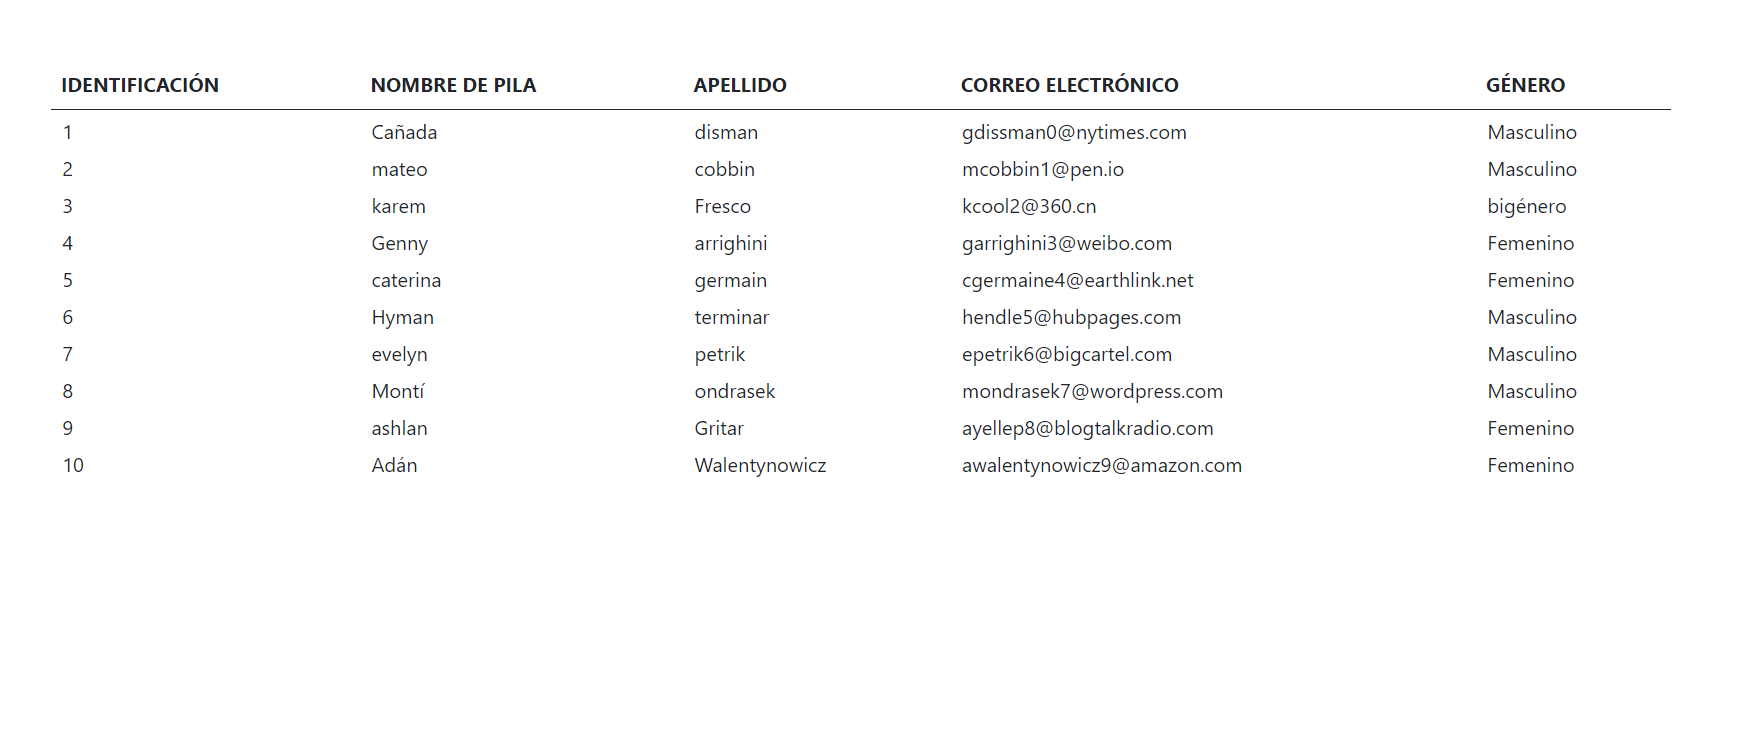 IDENTIFICACIÓN NOMBRE DE PILA APELLIDO CORREO ELECTRÓNICO GÉNERO
1 Cañada disman gdissman0@nytimes.com Masculino
2 mateo cobbin mcobbin1@pen.io Masculino
3 karem Fresco kcool2@360.cn bigénero
4 Genny arrighini garrighini3@weibo.com Femenino
5 caterina germain cgermaine4@earthlink.net Femenino
6 Hyman terminar hendle5@hubpages.com Masculino
7 evelyn petrik epetrik6@bigcartel.com Masculino
8 Montí ondrasek mondrasek7@wordpress.com Masculino
9 ashlan Gritar ayellep8@blogtalkradio.com Femenino
10 Adán Walentynowicz awalentynowicz9@amazon.com Femenino